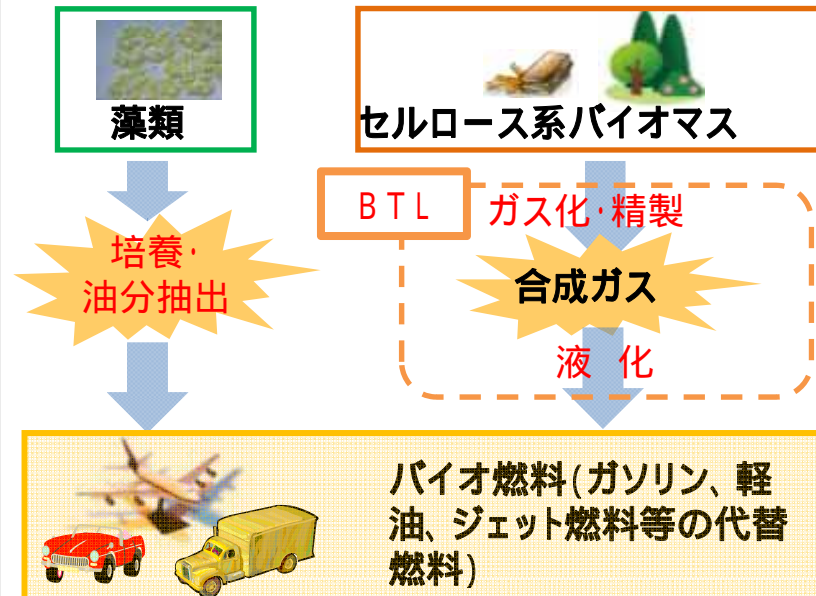 藻類
セルロース系バイオマス
BTL
ガス化・精製
培養・
油分抽出
合成ガス
液 化
バイオ燃料(ガソリン、軽
油、ジェット燃料等の代替
燃料)